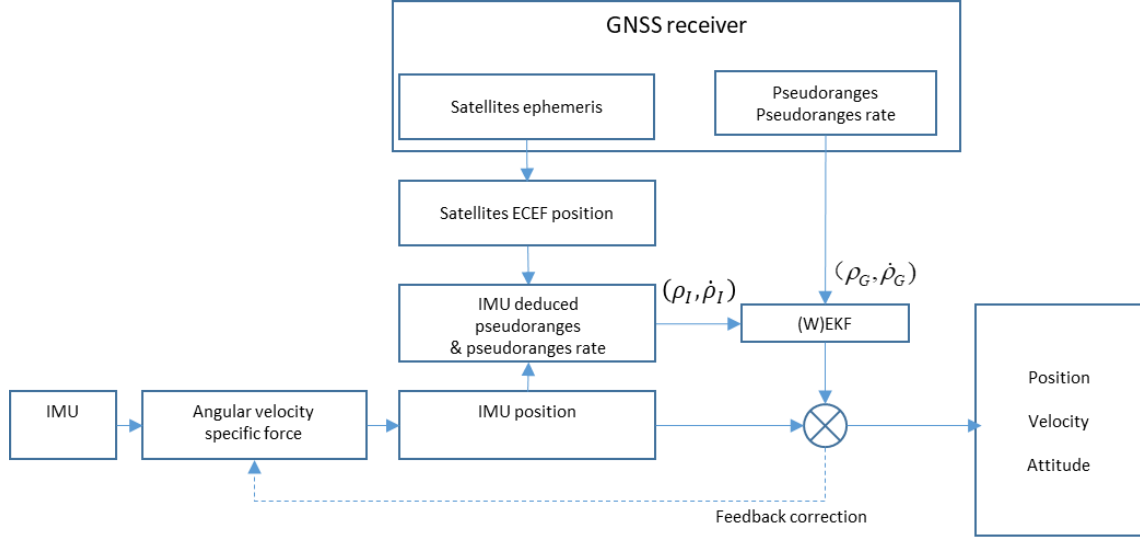 GNSS receiver
Satellites ephemeris
Pseudoranges
Pseudoranges rate
Satellites ECEF position
(ρ_G, ρ̇_G)
(ρ_I, ρ̇_I)
IMU deduced
pseudoranges
& pseudoranges rate
(W)EKF
IMU
Angular velocity
specific force
IMU position
Position
Velocity
Attitude
Feedback correction